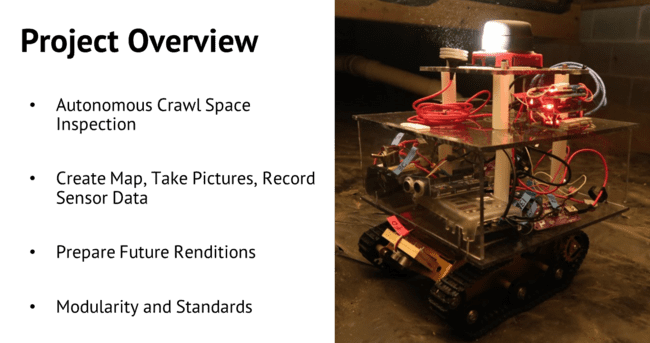 Project Overview
• Autonomous Crawl Space
Inspection
• Create Map, Take Pictures, Record
Sensor Data
• Prepare Future Renditions
• Modularity and Standards